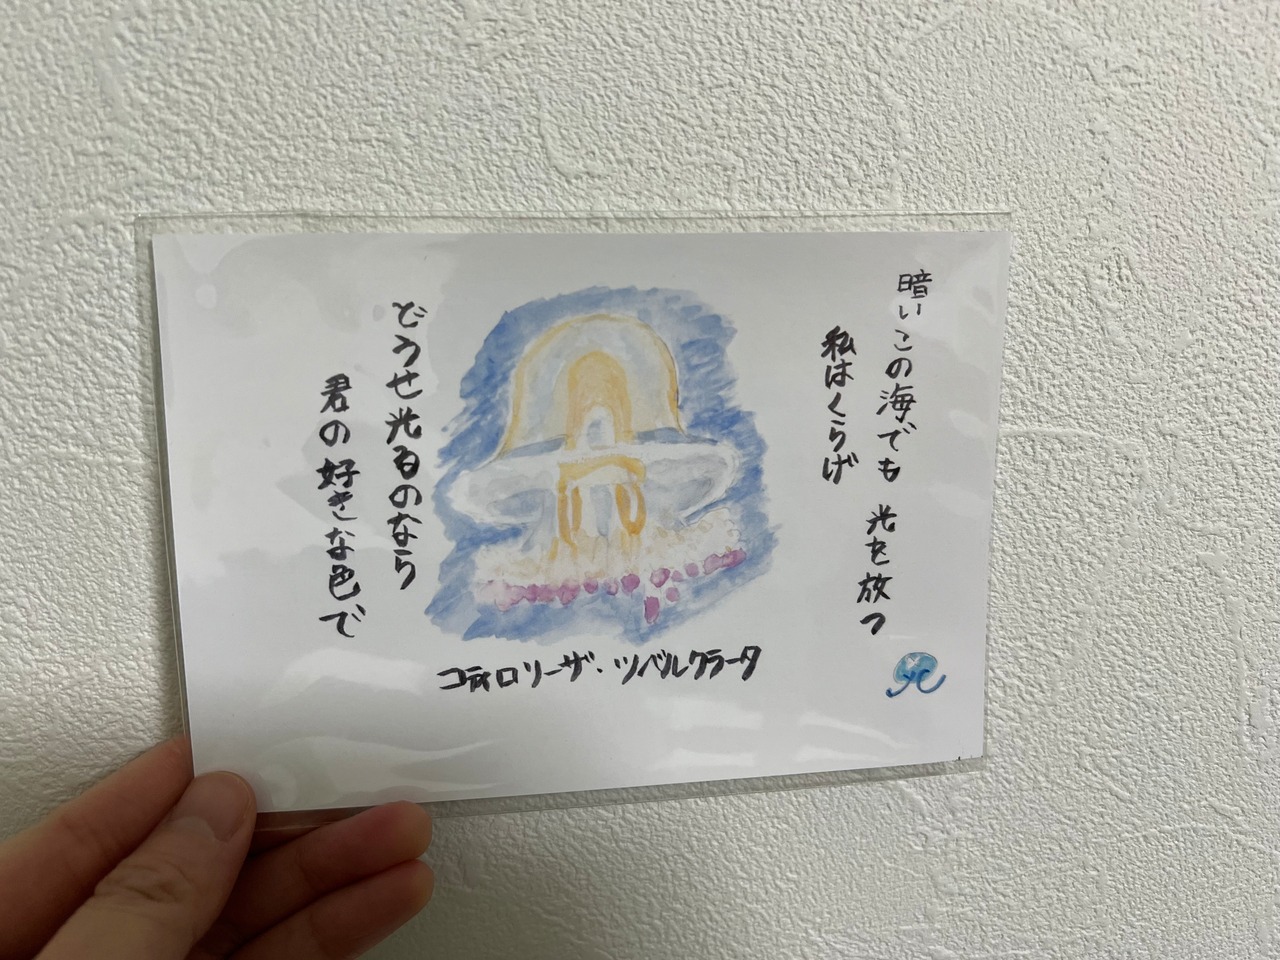 暗いこの海でも 光を放つ
私はくらげ
どうせ光るのなら
君の好きな色で
コティロリーザ・ツバルクラータ